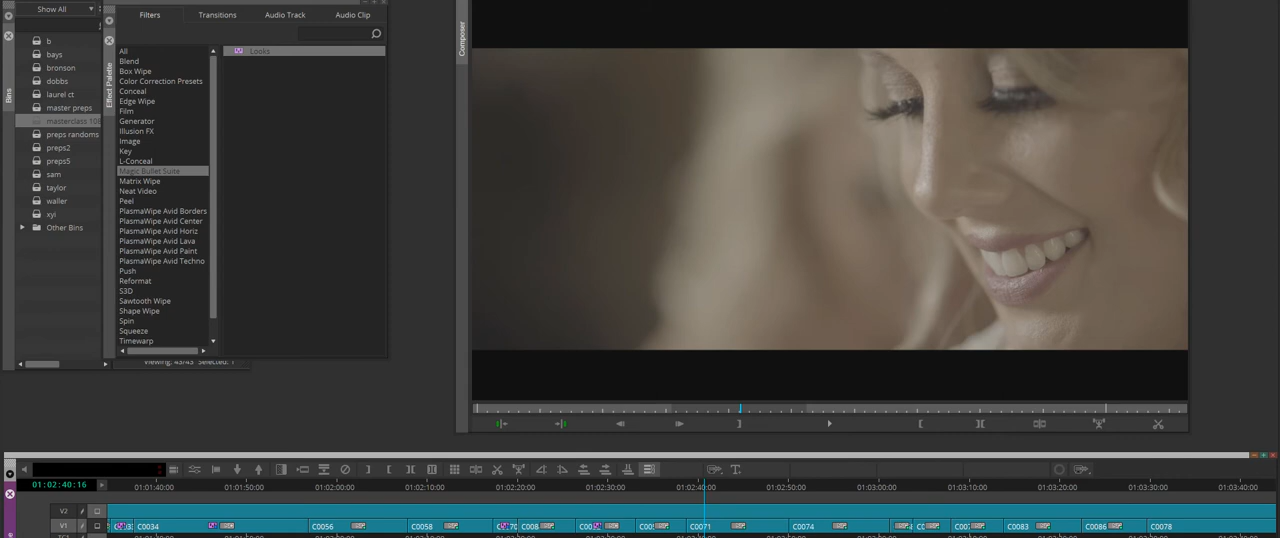 Show All
Filters
Transitions
Audio Track
Audio Clip
Composer
Bins
Effect Palette
b
bays
bronson
dobbs
laurel ct
master preps
masterclass 108
preps randoms
preps2
preps5
sam
taylor
waller
xyi
Other Bins
All
Blend
Box Wipe
Color Correction Presets
Conceal
Edge Wipe
Film
Generator
Illusion FX
Image
Key
L-Conceal
Magic Bullet Suite
Matrix Wipe
Neat Video
Peel
PlasmaWipe Avid Borders
PlasmaWipe Avid Center
PlasmaWipe Avid Horiz
PlasmaWipe Avid Lava
PlasmaWipe Avid Paint
PlasmaWipe Avid Techno
Push
Reformat
S3D
Sawtooth Wipe
Shape Wipe
Spin
Squeeze
Timewarp
Looks
Viewing: 43/43 Selected: 1
01:02:40:16
01:01:40:00 01:01:50:00 01:02:00:00 01:02:10:00 01:02:20:00 01:02:30:00 01:02:40:00 01:02:50:00 01:03:00:00 01:03:10:00 01:03:20:00 01:03:30:00 01:03:40:00
V2
V1 C0034 C0056 C0058 C0071 C0074 C0083 C0086 C0078